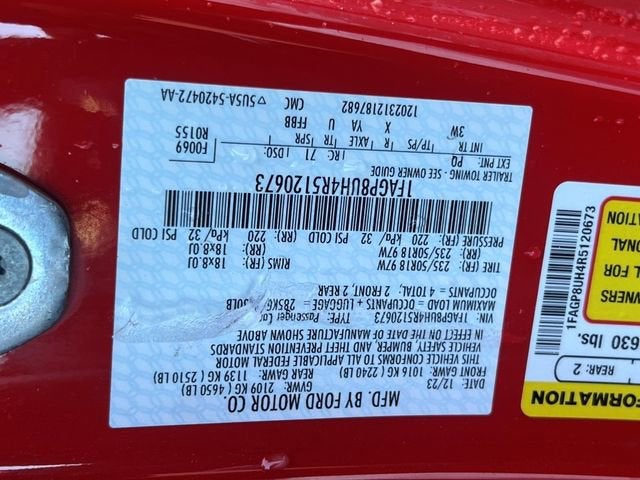 MFD. BY FORD MOTOR CO.
DATE: 12/23
GVWR: 2109 KG ( 4650 LB)
FRONT GAWR: 1016 KG ( 2240 LB)
REAR GAWR: 1139 KG ( 2510 LB)
THIS VEHICLE CONFORMS TO ALL APPLICABLE FEDERAL MOTOR
VEHICLE SAFETY, BUMPER, AND THEFT PREVENTION STANDARDS
IN EFFECT ON THE DATE OF MANUFACTURE SHOWN ABOVE
VIN: 1FAGP8UH4R5120673
TYPE: Passenger Car
MAXIMUM LOAD = OCCUPANTS + LUGGAGE = 285KG
OCCUPANTS = 4 TOTAL: 2 FRONT, 2 REAR
TIRE RIMS
235/50R18 97W 18x8.0J
(RR): 235/50R18 97W (RR): 18x8.0J
PRESSURE (FR): 220 kPa/ 32 PSI COLD
(RR): 220 kPa/ 32 PSI COLD
1FAGP8UH4R5120673
TRAILER TOWING - SEE OWNER GUIDE
EXT PNT: PQ RC: 71 DSO: F0069
R0155
INTR TR TP/PS R AXLE TR SPR
3W X YA U FFBB
1202312187682 CMC ▽5U5A-5420472-AA
FORMATION
REAR: 2
630 lbs.
OWNERS
1FAGP8UH4R5120673